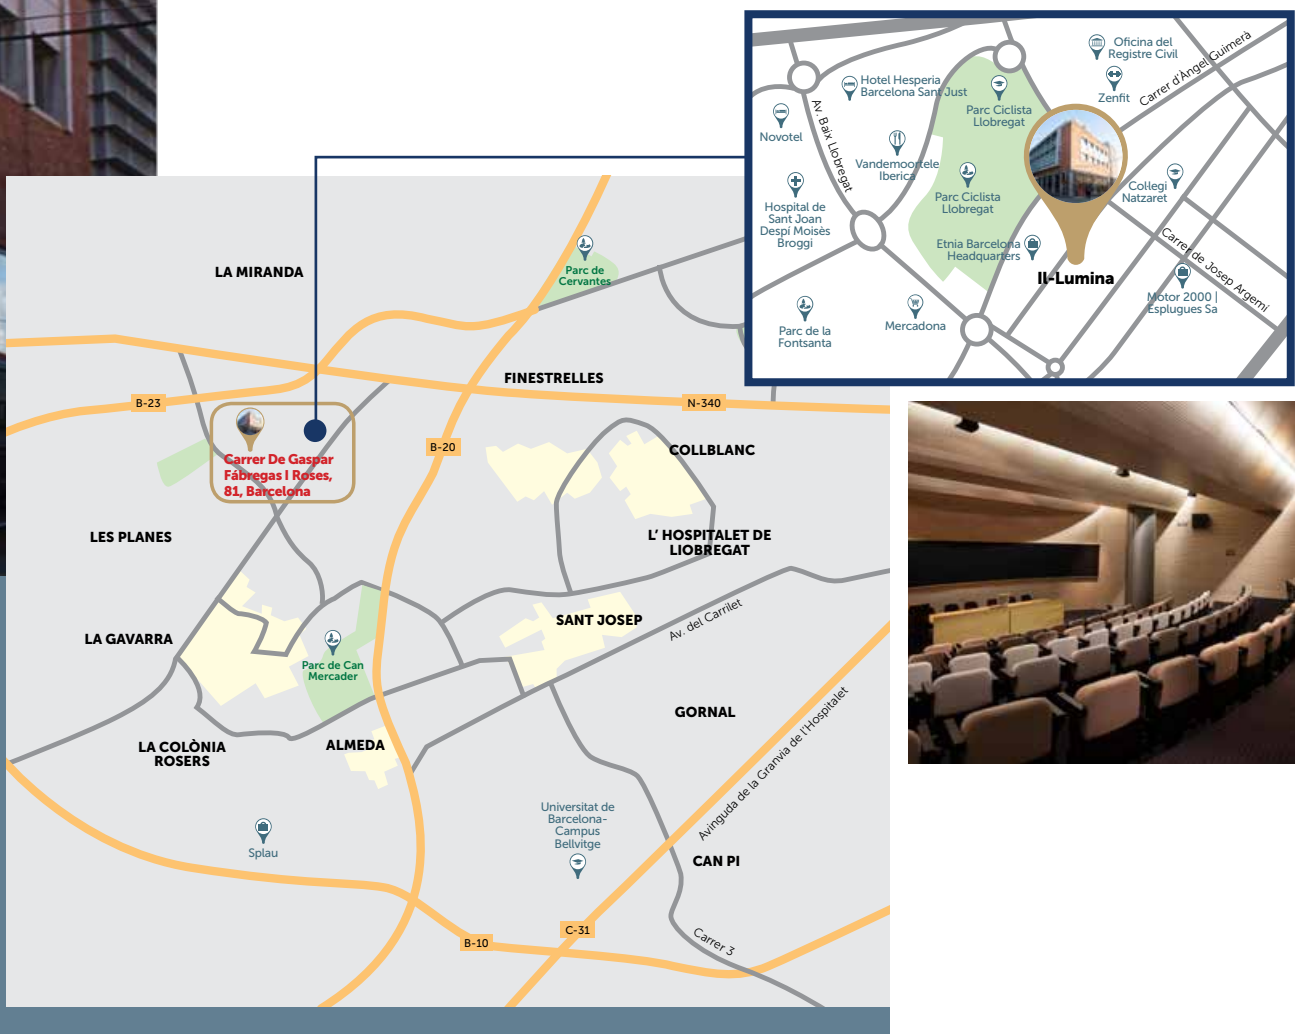 Oficina del
Registre Civil
Carrer d'Àngel Guimerà
Zenfit
Hotel Hesperia
Barcelona Sant Just
Parc Ciclista
Llobregat
Novotel
Av. Baix Llobregat
Vandemoortele
Iberica
Parc Ciclista
Llobregat
Col·legi
Natzaret
Hospital de
Sant Joan
Despí Moisès
Broggi
Etnia Barcelona
Headquarters
Il-Lumina
Carrer de Josep Argemí
Motor 2000 |
Esplugues Sa
Parc de la
Fontsanta
Mercadona
LA MIRANDA
Parc de
Cervantes
FINESTRELLES
B-23
N-340
B-20
Carrer De Gaspar
Fábregas I Roses,
81, Barcelona
COLLBLANC
LES PLANES
L' HOSPITALET DE
LIOBREGAT
LA GAVARRA
SANT JOSEP
Av. del Carrilet
Parc de Can
Mercader
GORNAL
LA COLÒNIA
ROSERS
ALMEDA
Avinguda de la Granvia de l'Hospitalet
Universitat de
Barcelona-
Campus
Bellvitge
Splau
CAN PI
C-31
B-10
Carrer 3